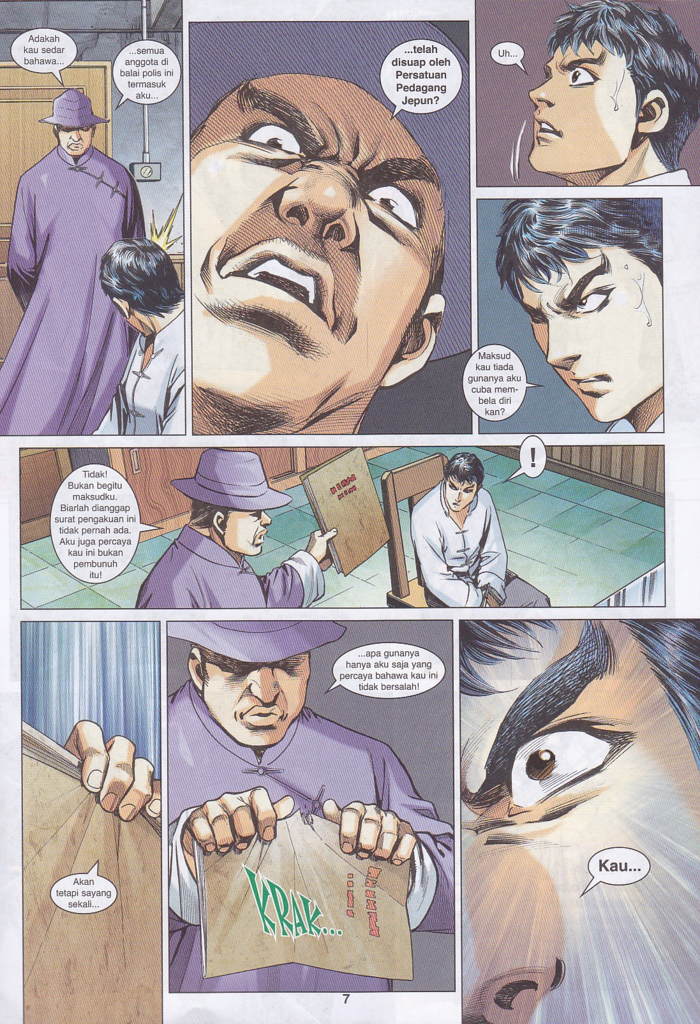 Adakah
kau sedar
bahawa...
...semua
anggota di
balai polis ini
termasuk
aku...
...telah
disuap oleh
Persatuan
Pedagang
Jepun?
Uh...
Maksud
kau tiada
gunanya aku
cuba mem-
bela diri
kan?
Tidak!
Bukan begitu
maksudku.
Biarlah dianggap
surat pengakuan ini
tidak pernah ada.
Aku juga percaya
kau ini bukan
pembunuh
itu!
!
Akan
tetapi sayang
sekali...
...apa gunanya
hanya aku saja yang
percaya bahawa kau ini
tidak bersalah!
KRAK...
Kau...
7